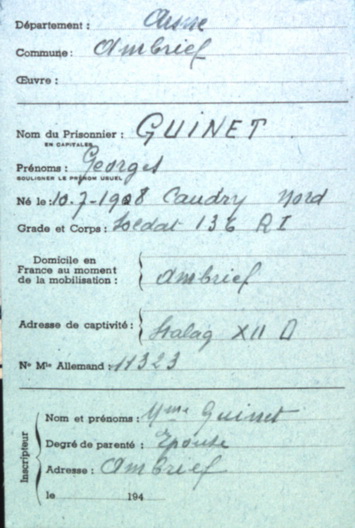 Département : Aisne
Commune : Ambrief
Œuvre :
Nom du Prisonnier : GUINET
EN CAPITALES
Prénoms : Georges
SOULIGNER LE PRÉNOM USUEL
Né le : 10-7-1908 Caudry Nord
Grade et Corps : Soldat 136 RI
Domicile en
France au moment
de la mobilisation : Ambrief
Adresse de captivité : Stalag XII D
Nº Mle Allemand : 11323
Inscripteur
Nom et prénoms : Mme Guinet
Degré de parenté : Epouse
Adresse : Ambrief
le 194